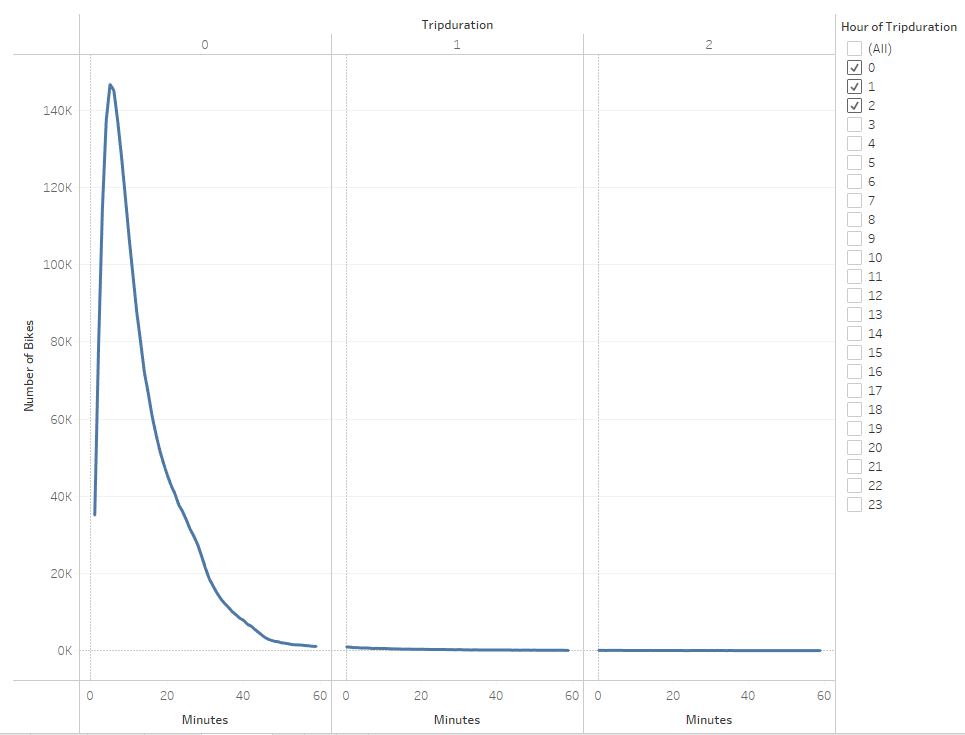 Tripduration
0
1
2
140K
120K
100K
80K
60K
40K
20K
0K
Number of Bikes
0 20 40 60
0 20 40 60
0 20 40 60
Minutes
Minutes
Minutes
Hour of Tripduration
(All)
0
1
2
3
4
5
6
7
8
9
10
11
12
13
14
15
16
17
18
19
20
21
22
23